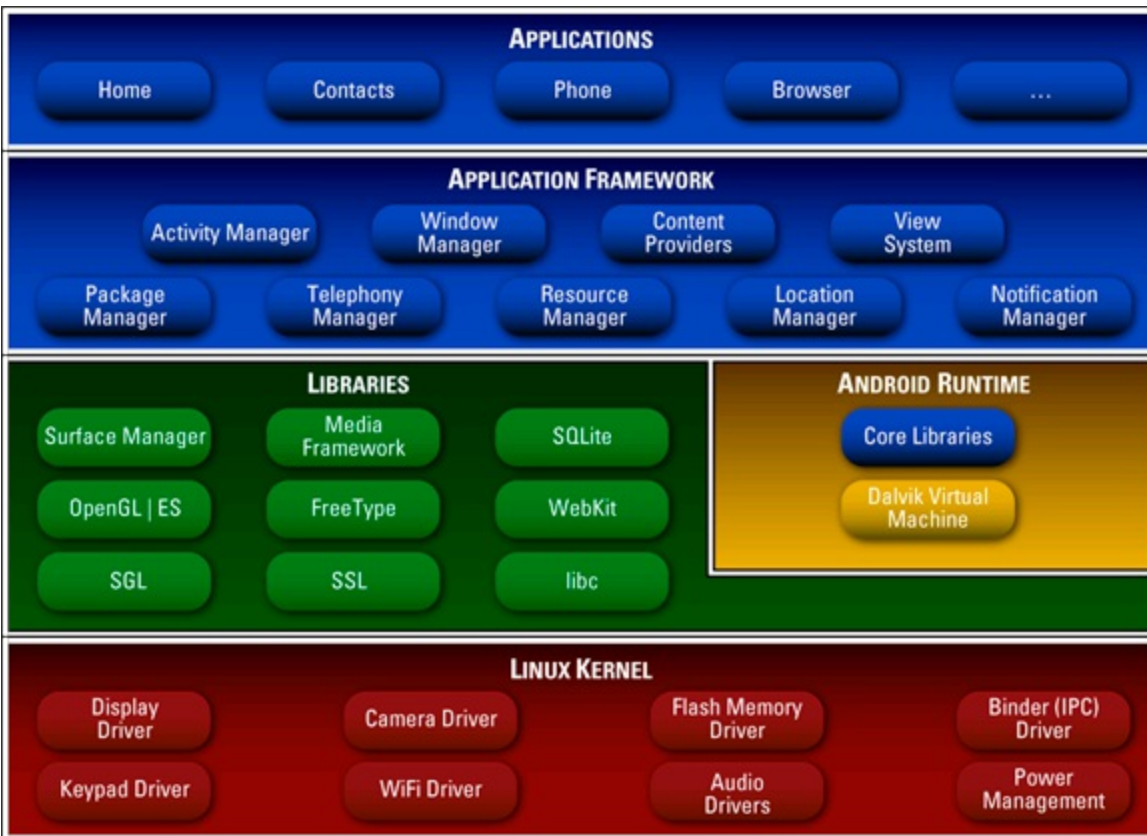 APPLICATIONS
Home
Contacts
Phone
Browser
...
APPLICATION FRAMEWORK
Activity Manager
Window
Manager
Content
Providers
View
System
Package
Manager
Telephony
Manager
Resource
Manager
Location
Manager
Notification
Manager
LIBRARIES
Surface Manager
Media
Framework
SQLite
OpenGL | ES
FreeType
WebKit
SGL
SSL
libc
ANDROID RUNTIME
Core Libraries
Dalvik Virtual
Machine
LINUX KERNEL
Display
Driver
Camera Driver
Flash Memory
Driver
Binder (IPC)
Driver
Keypad Driver
WiFi Driver
Audio
Drivers
Power
Management